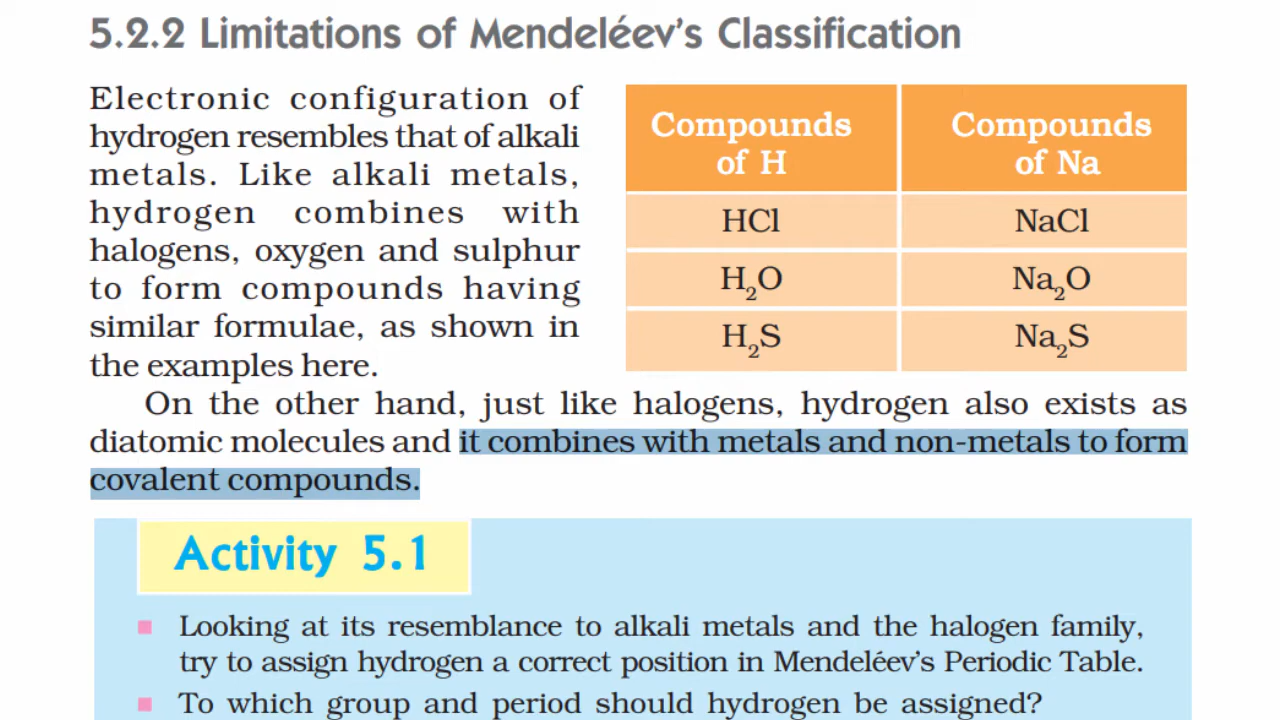 5.2.2 Limitations of Mendeléev's Classification
Electronic configuration of
hydrogen resembles that of alkali
metals. Like alkali metals,
hydrogen combines with
halogens, oxygen and sulphur
to form compounds having
similar formulae, as shown in
the examples here.
Compounds of H
Compounds of Na
HCl NaCl
H₂O Na₂O
H₂S Na₂S
On the other hand, just like halogens, hydrogen also exists as
diatomic molecules and it combines with metals and non-metals to form
covalent compounds.
Activity 5.1
Looking at its resemblance to alkali metals and the halogen family,
try to assign hydrogen a correct position in Mendeléev's Periodic Table.
To which group and period should hydrogen be assigned?